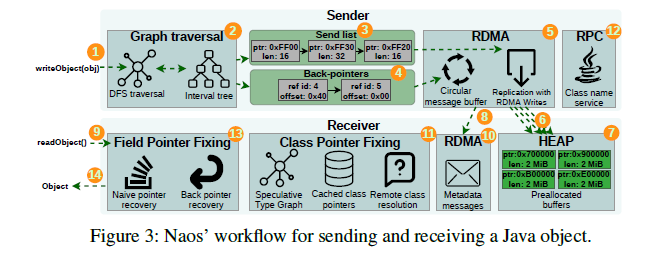 Sender
1
writeObject(obj)
Graph traversal
2
DFS traversal
Interval tree
Send list
3
ptr: 0xFF00
len: 16
ptr: 0xFF30
len: 32
ptr: 0xFF20
len: 16
Back-pointers
4
ref id: 4
offset: 0x40
ref id: 5
offset: 0x00
RDMA
5
Circular
message buffer
Replication with
RDMA Writes
RPC
12
Class name
service
8
6
Receiver
9
readObject()
14
Object
Field Pointer Fixing
13
Naive pointer
recovery
Back pointer
recovery
Class Pointer Fixing
11
Speculative
Type Graph
Cached class
pointers
Remote class
resolution
RDMA
10
Metadata
messages
HEAP
7
ptr:0x700000
len: 2 MiB
ptr:0x900000
len: 2 MiB
ptr:0xB00000
len: 2 MiB
ptr:0xE00000
len: 2 MiB
Preallocated
buffers
Figure 3: Naos' workflow for sending and receiving a Java object.